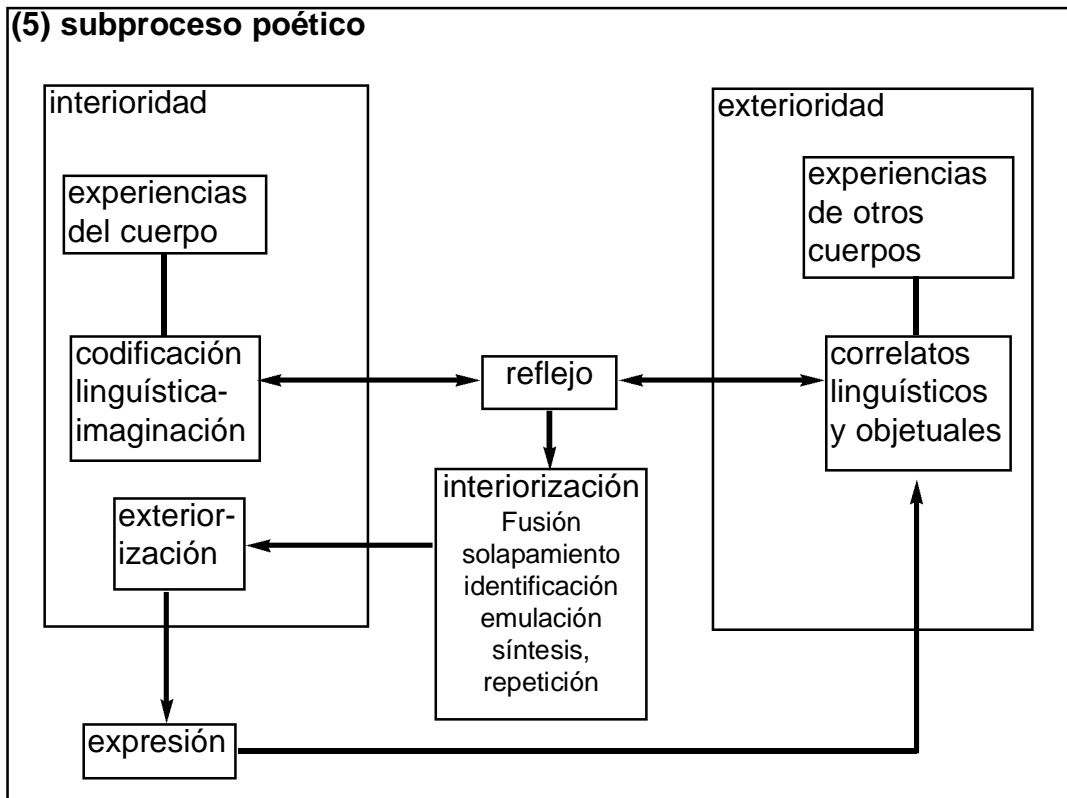 (5) subproceso poético
interioridad
experiencias
del cuerpo
codificación
linguística-
imaginación
exterior-
ización
expresión
reflejo
interiorización
Fusión
solapamiento
identificación
emulación
síntesis,
repetición
exterioridad
experiencias
de otros
cuerpos
correlatos
linguísticos
y objetuales